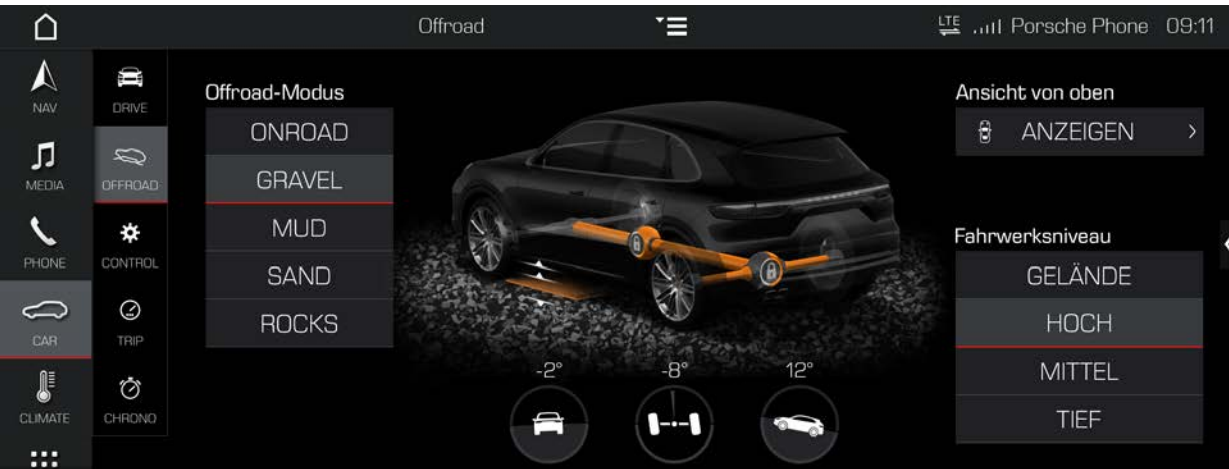 Offroad
LTE Porsche Phone 09:11
NAV
MEDIA
PHONE
CAR
CLIMATE
DRIVE
OFFROAD
CONTROL
TRIP
CHRONO
Offroad-Modus
ONROAD
GRAVEL
MUD
SAND
ROCKS
-2°
-8°
12°
Ansicht von oben
ANZEIGEN
Fahrwerksniveau
GELÄNDE
HOCH
MITTEL
TIEF